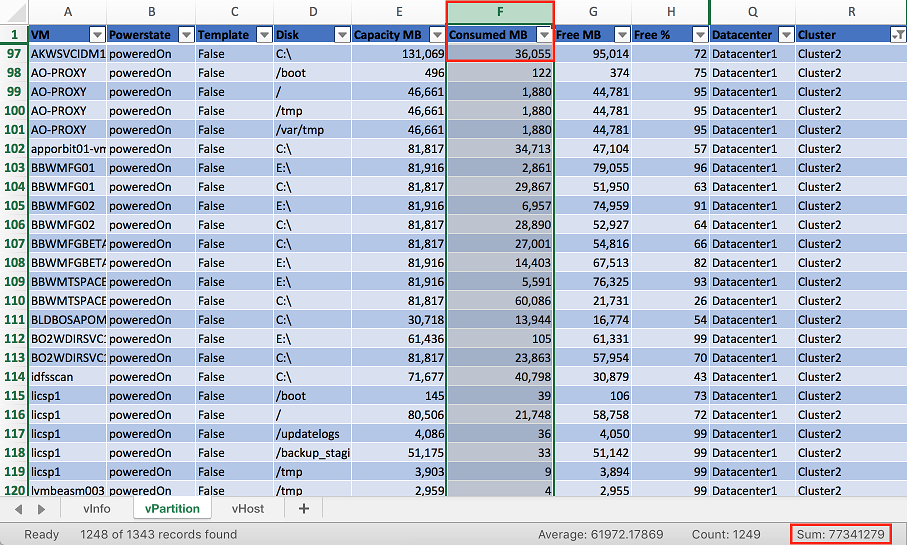 A B C D E F G H Q R
1 VM Powerstate Template Disk Capacity MB Consumed MB Free MB Free % Datacenter Cluster
97 AKWSVCIDM1 poweredOn False C:\ 131,069 36,055 95,014 72 Datacenter1 Cluster2
98 AO-PROXY poweredOn False /boot 496 122 374 75 Datacenter1 Cluster2
99 AO-PROXY poweredOn False / 46,661 1,880 44,781 95 Datacenter1 Cluster2
100 AO-PROXY poweredOn False /tmp 46,661 1,880 44,781 95 Datacenter1 Cluster2
101 AO-PROXY poweredOn False /var/tmp 46,661 1,880 44,781 95 Datacenter1 Cluster2
102 apporbit01-vm poweredOn False C:\ 81,817 34,713 47,104 57 Datacenter1 Cluster2
103 BBWMFG01 poweredOn False E:\ 81,916 2,861 79,055 96 Datacenter1 Cluster2
104 BBWMFG01 poweredOn False C:\ 81,817 29,867 51,950 63 Datacenter1 Cluster2
105 BBWMFG02 poweredOn False E:\ 81,916 6,957 74,959 91 Datacenter1 Cluster2
106 BBWMFG02 poweredOn False C:\ 81,817 28,890 52,927 64 Datacenter1 Cluster2
107 BBWMFGBETA poweredOn False C:\ 81,817 27,001 54,816 66 Datacenter1 Cluster2
108 BBWMFGBETA poweredOn False E:\ 81,916 14,403 67,513 82 Datacenter1 Cluster2
109 BBWMTSPACE poweredOn False E:\ 81,916 5,591 76,325 93 Datacenter1 Cluster2
110 BBWMTSPACE poweredOn False C:\ 81,817 60,086 21,731 26 Datacenter1 Cluster2
111 BLDBOSAPOM poweredOn False C:\ 30,718 13,944 16,774 54 Datacenter1 Cluster2
112 BO2WDIRSVC1 poweredOn False E:\ 61,436 105 61,331 99 Datacenter1 Cluster2
113 BO2WDIRSVC1 poweredOn False C:\ 81,817 23,863 57,954 70 Datacenter1 Cluster2
114 idfsscan poweredOn False C:\ 71,677 40,798 30,879 43 Datacenter1 Cluster2
115 licsp1 poweredOn False /boot 145 39 106 73 Datacenter1 Cluster2
116 licsp1 poweredOn False / 80,506 21,748 58,758 72 Datacenter1 Cluster2
117 licsp1 poweredOn False /updatelogs 4,086 36 4,050 99 Datacenter1 Cluster2
118 licsp1 poweredOn False /backup_stagi 51,175 33 51,142 99 Datacenter1 Cluster2
119 licsp1 poweredOn False /tmp 3,903 9 3,894 99 Datacenter1 Cluster2
120 lvmbeasm003 poweredOn False /tmp 2,959 4 2,955 99 Datacenter1 Cluster2
vInfo vPartition vHost +
Ready 1248 of 1343 records found Average: 61972.17869 Count: 1249 Sum: 77341279